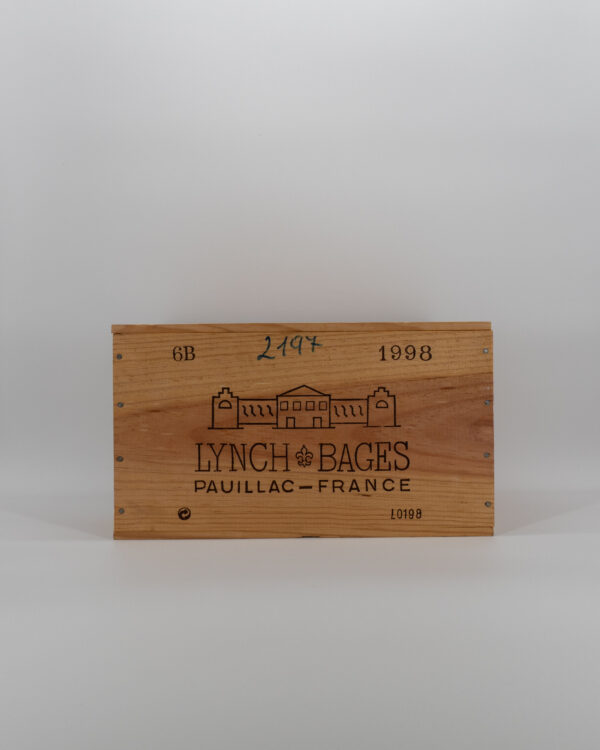 6B 2197 1998
LYNCH BAGES
PAUILLAC—FRANCE
L0198